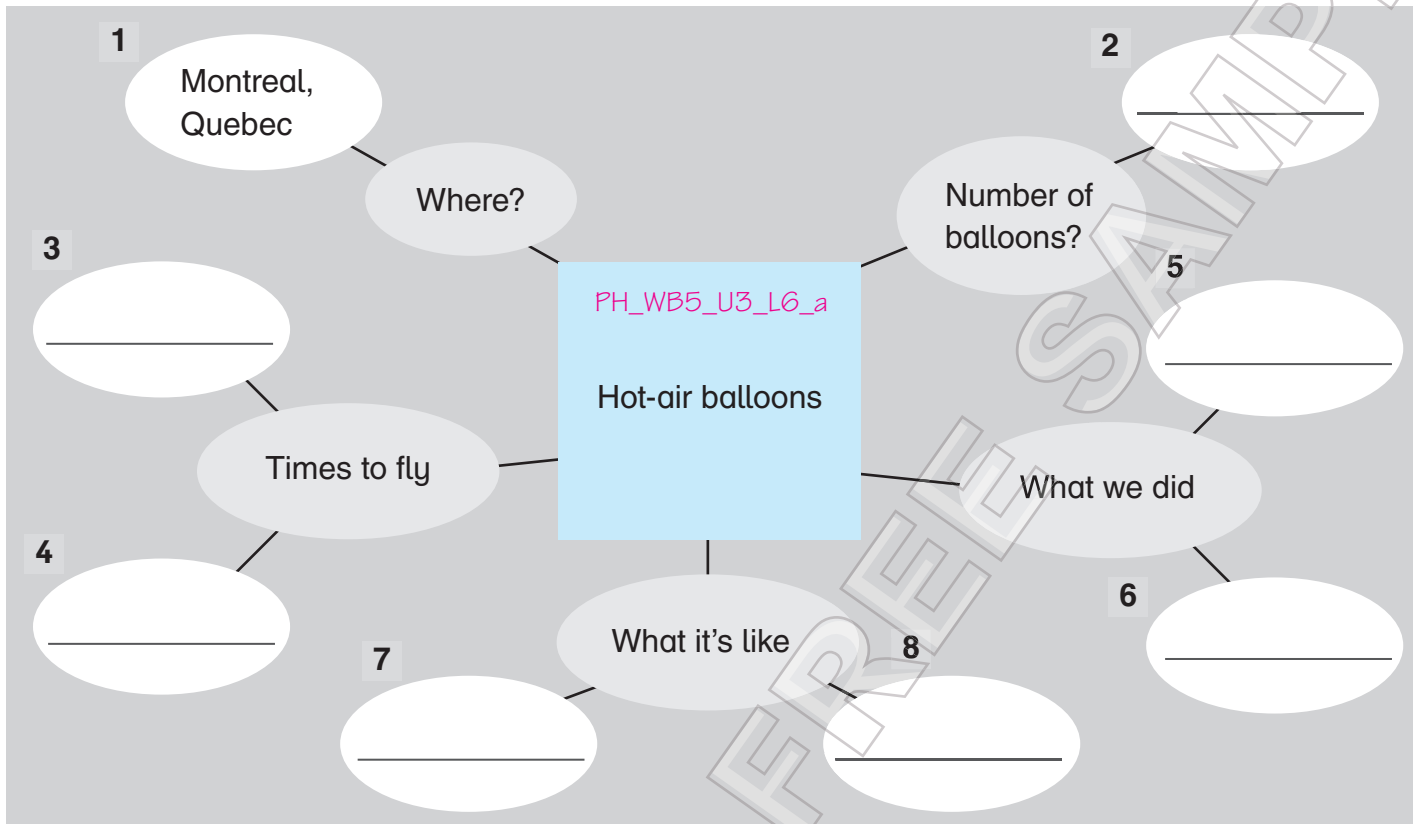 1
Montreal,
Quebec
Where?
2
Number of
balloons?
3
Times to fly
4
PH_WB5_U3_L6_a
Hot-air balloons
5
What we did
6
What it's like
7
8
FREE SAMP